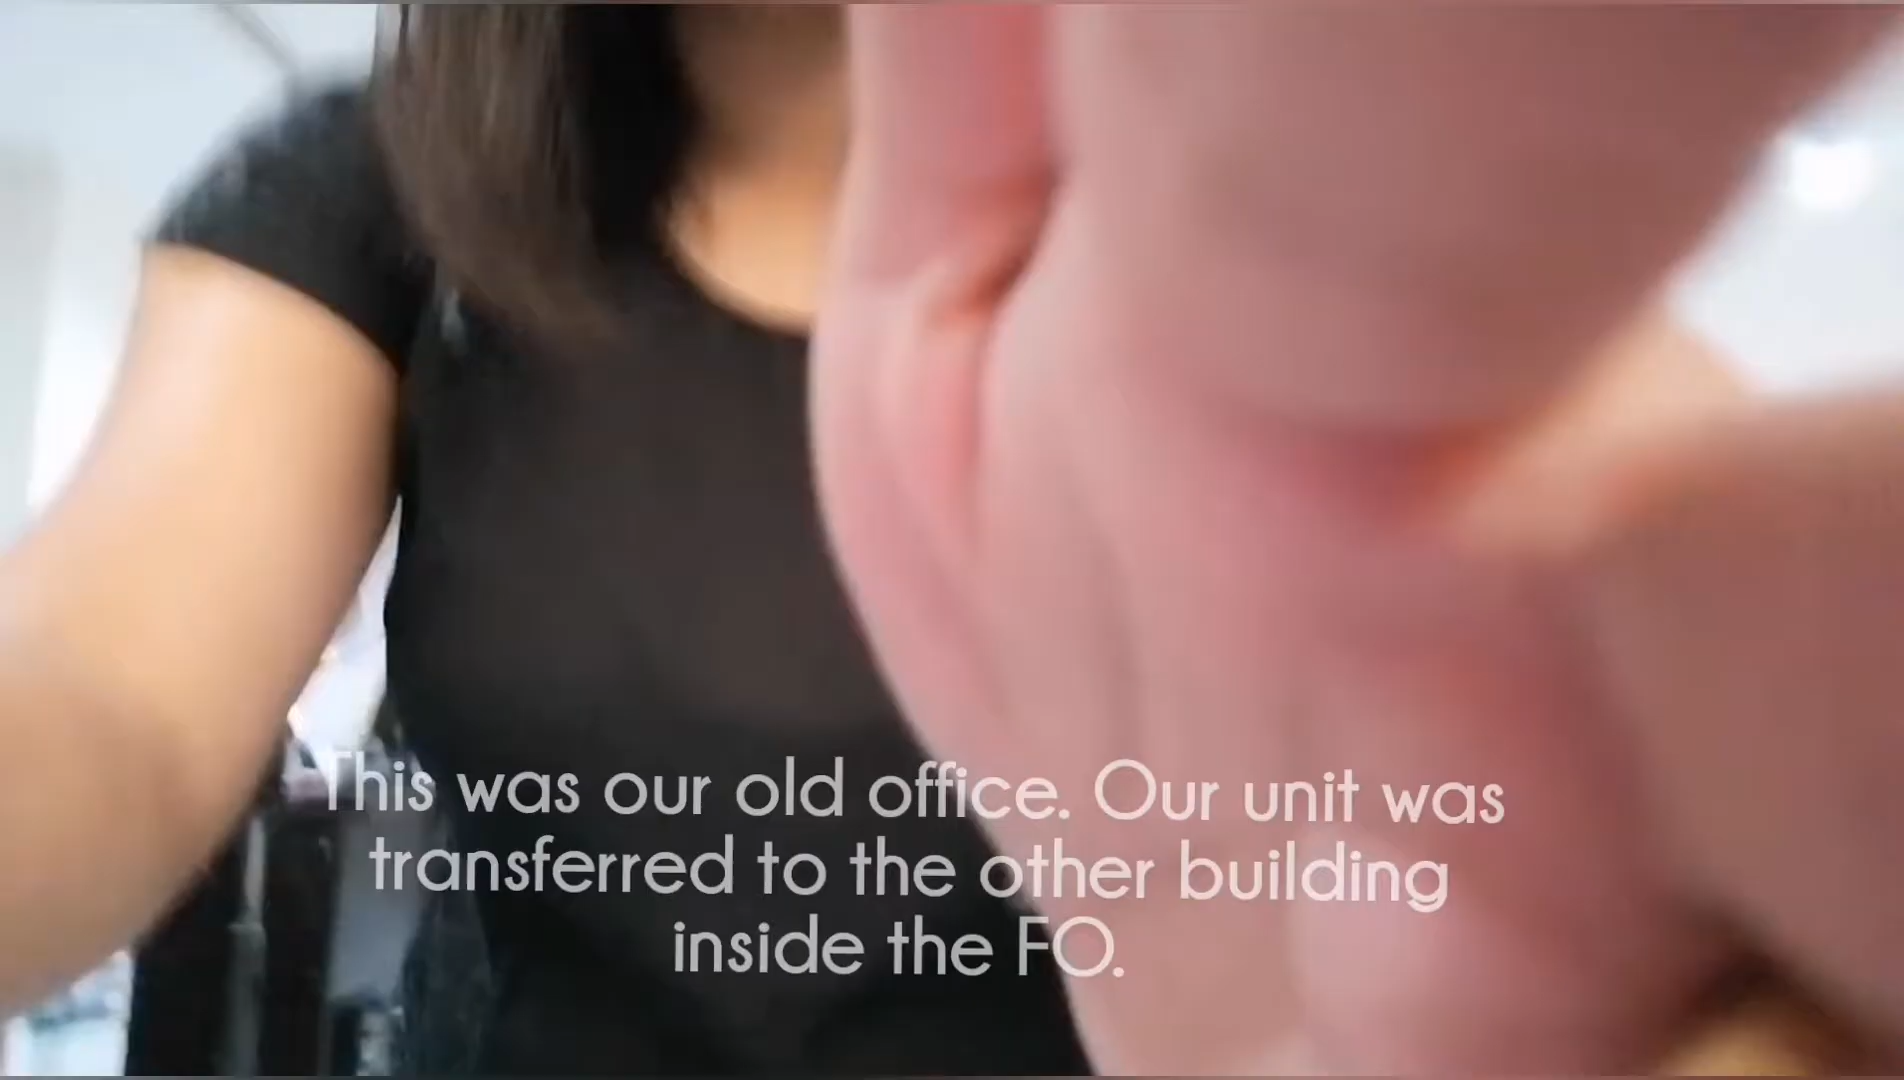 This was our old office. Our unit was
transferred to the other building
inside the FO.